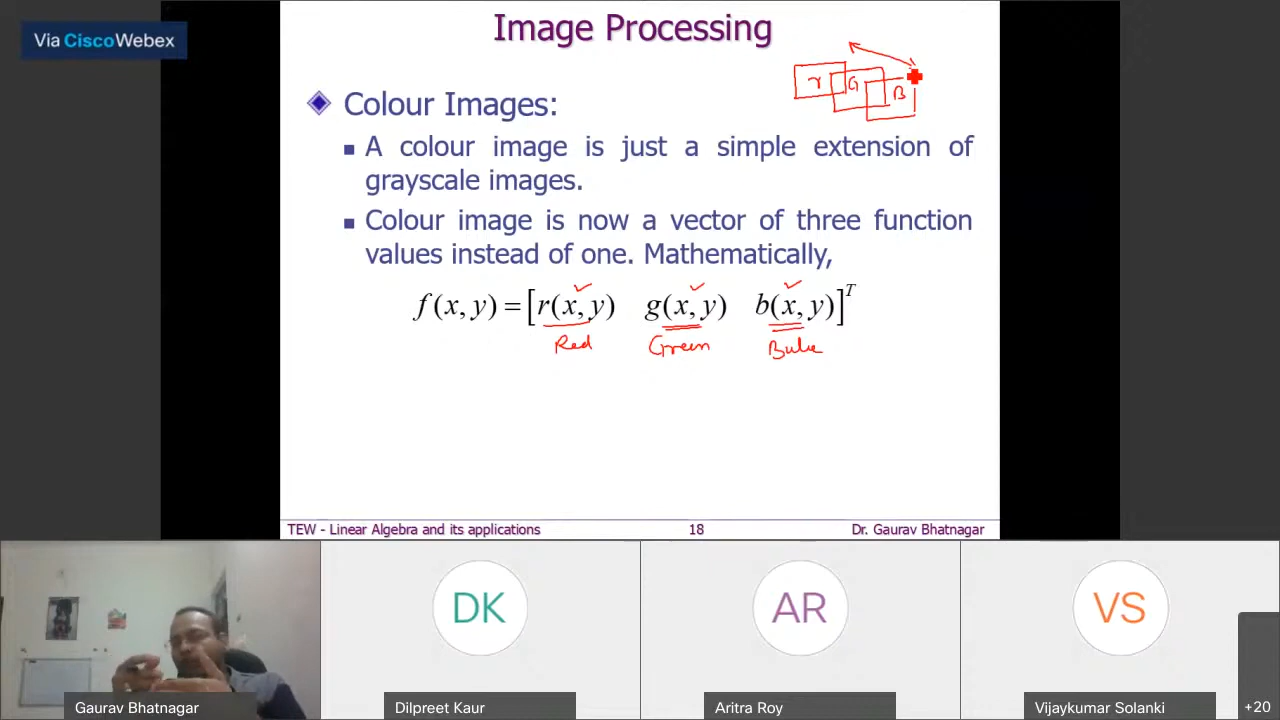 Via Cisco Webex
Image Processing
r G B
Colour Images:
A colour image is just a simple extension of
grayscale images.
Colour image is now a vector of three function
values instead of one. Mathematically,
f(x, y) = [r(x, y) g(x, y) b(x, y)]^T
Red Green Bule
TEW - Linear Algebra and its applications 18 Dr. Gaurav Bhatnagar
DK AR VS
Gaurav Bhatnagar Dilpreet Kaur Aritra Roy Vijaykumar Solanki +20